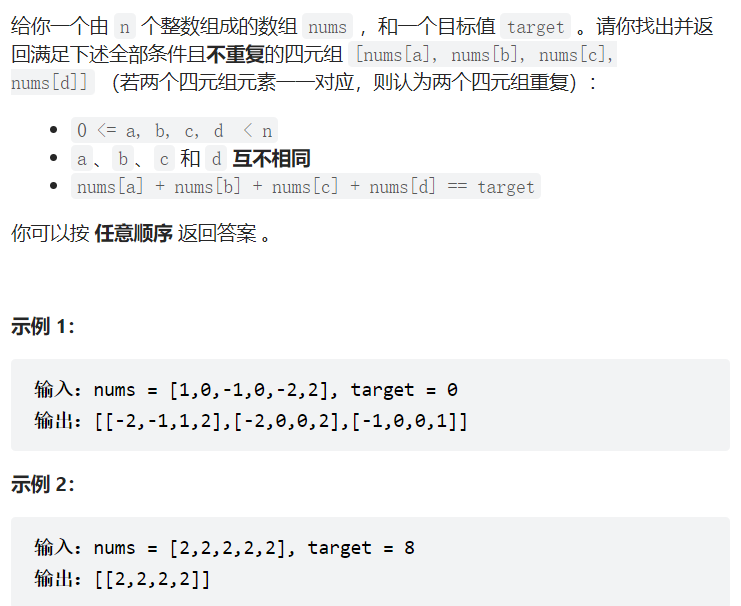 给你一个由 n 个整数组成的数组 nums ，和一个目标值 target 。请你找出并返
回满足下述全部条件且不重复的四元组 [nums[a], nums[b], nums[c],
nums[d]] （若两个四元组元素一一对应，则认为两个四元组重复）：
• 0 <= a, b, c, d < n
• a、b、c 和 d 互不相同
• nums[a] + nums[b] + nums[c] + nums[d] == target
你可以按 任意顺序 返回答案 。
示例 1：
输入：nums = [1,0,-1,0,-2,2], target = 0
输出：[[-2,-1,1,2],[-2,0,0,2],[-1,0,0,1]]
示例 2：
输入：nums = [2,2,2,2,2], target = 8
输出：[[2,2,2,2]]